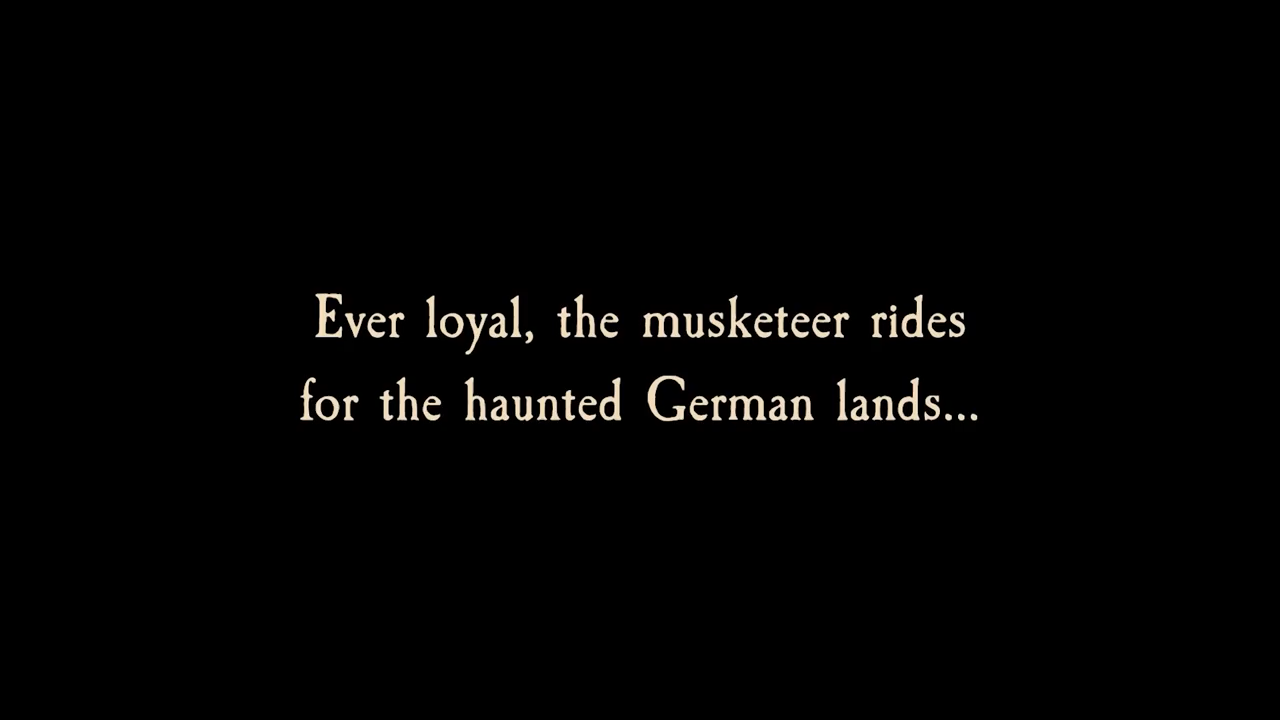 Ever loyal, the musketeer rides
for the haunted German lands...